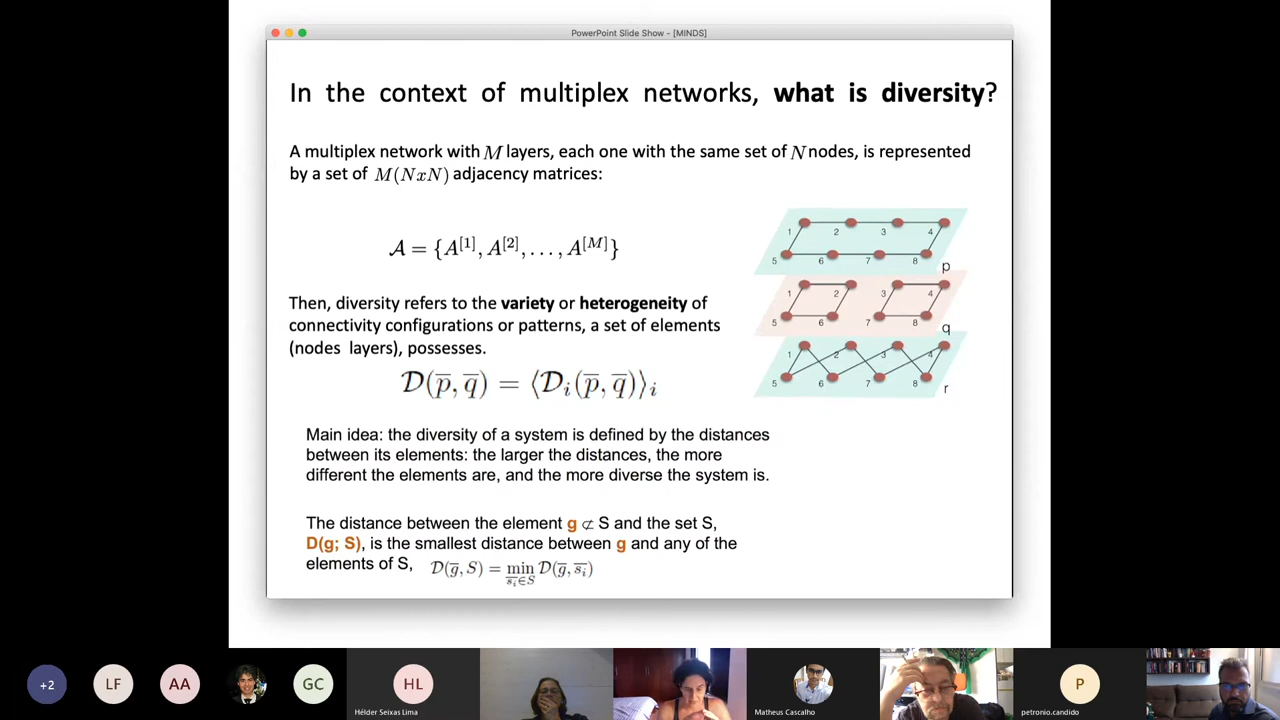 PowerPoint Slide Show - [MINDS]
In the context of multiplex networks, what is diversity?
A multiplex network with M layers, each one with the same set of N nodes, is represented
by a set of M(NxN) adjacency matrices:
𝒜 = {A^[1], A^[2], . . . , A^[M]}
1 2 3 4
5 6 7 8
p
1 2 3 4
5 6 7 8
q
1 2 3 4
5 6 7 8
r
Then, diversity refers to the variety or heterogeneity of
connectivity configurations or patterns, a set of elements
(nodes layers), possesses.
𝒟(p̅, q̅) = ⟨𝒟ᵢ(p̅, q̅)⟩ᵢ
Main idea: the diversity of a system is defined by the distances
between its elements: the larger the distances, the more
different the elements are, and the more diverse the system is.
The distance between the element g ⊄ S and the set S,
D(g; S), is the smallest distance between g and any of the
elements of S, 𝒟(g̅, S) = min 𝒟(g̅, s̅ᵢ)
s̅ᵢ∈S
+2
LF
AA
GC
HL
P
Hélder Seixas Lima
Matheus Cascalho
petronio.candido